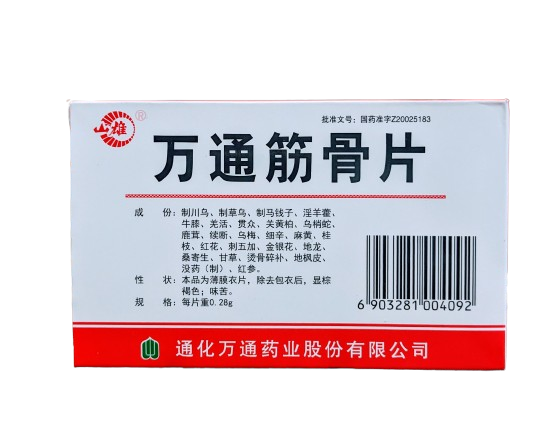 雄
®
批准文号：国药准字Z20025183
万通筋骨片
成　份：制川乌、制草乌、制马钱子、淫羊藿、
牛膝、羌活、贯众、关黄柏、乌梢蛇、
鹿茸、续断、乌梅、细辛、麻黄、桂
枝、红花、刺五加、金银花、地龙、
桑寄生、甘草、烫骨碎补、地枫皮、
没药（制）、红参。
性　状：本品为薄膜衣片，除去包衣后，显棕
褐色；味苦。
规　格：每片重0.28g
6 903281 004092
通化万通药业股份有限公司